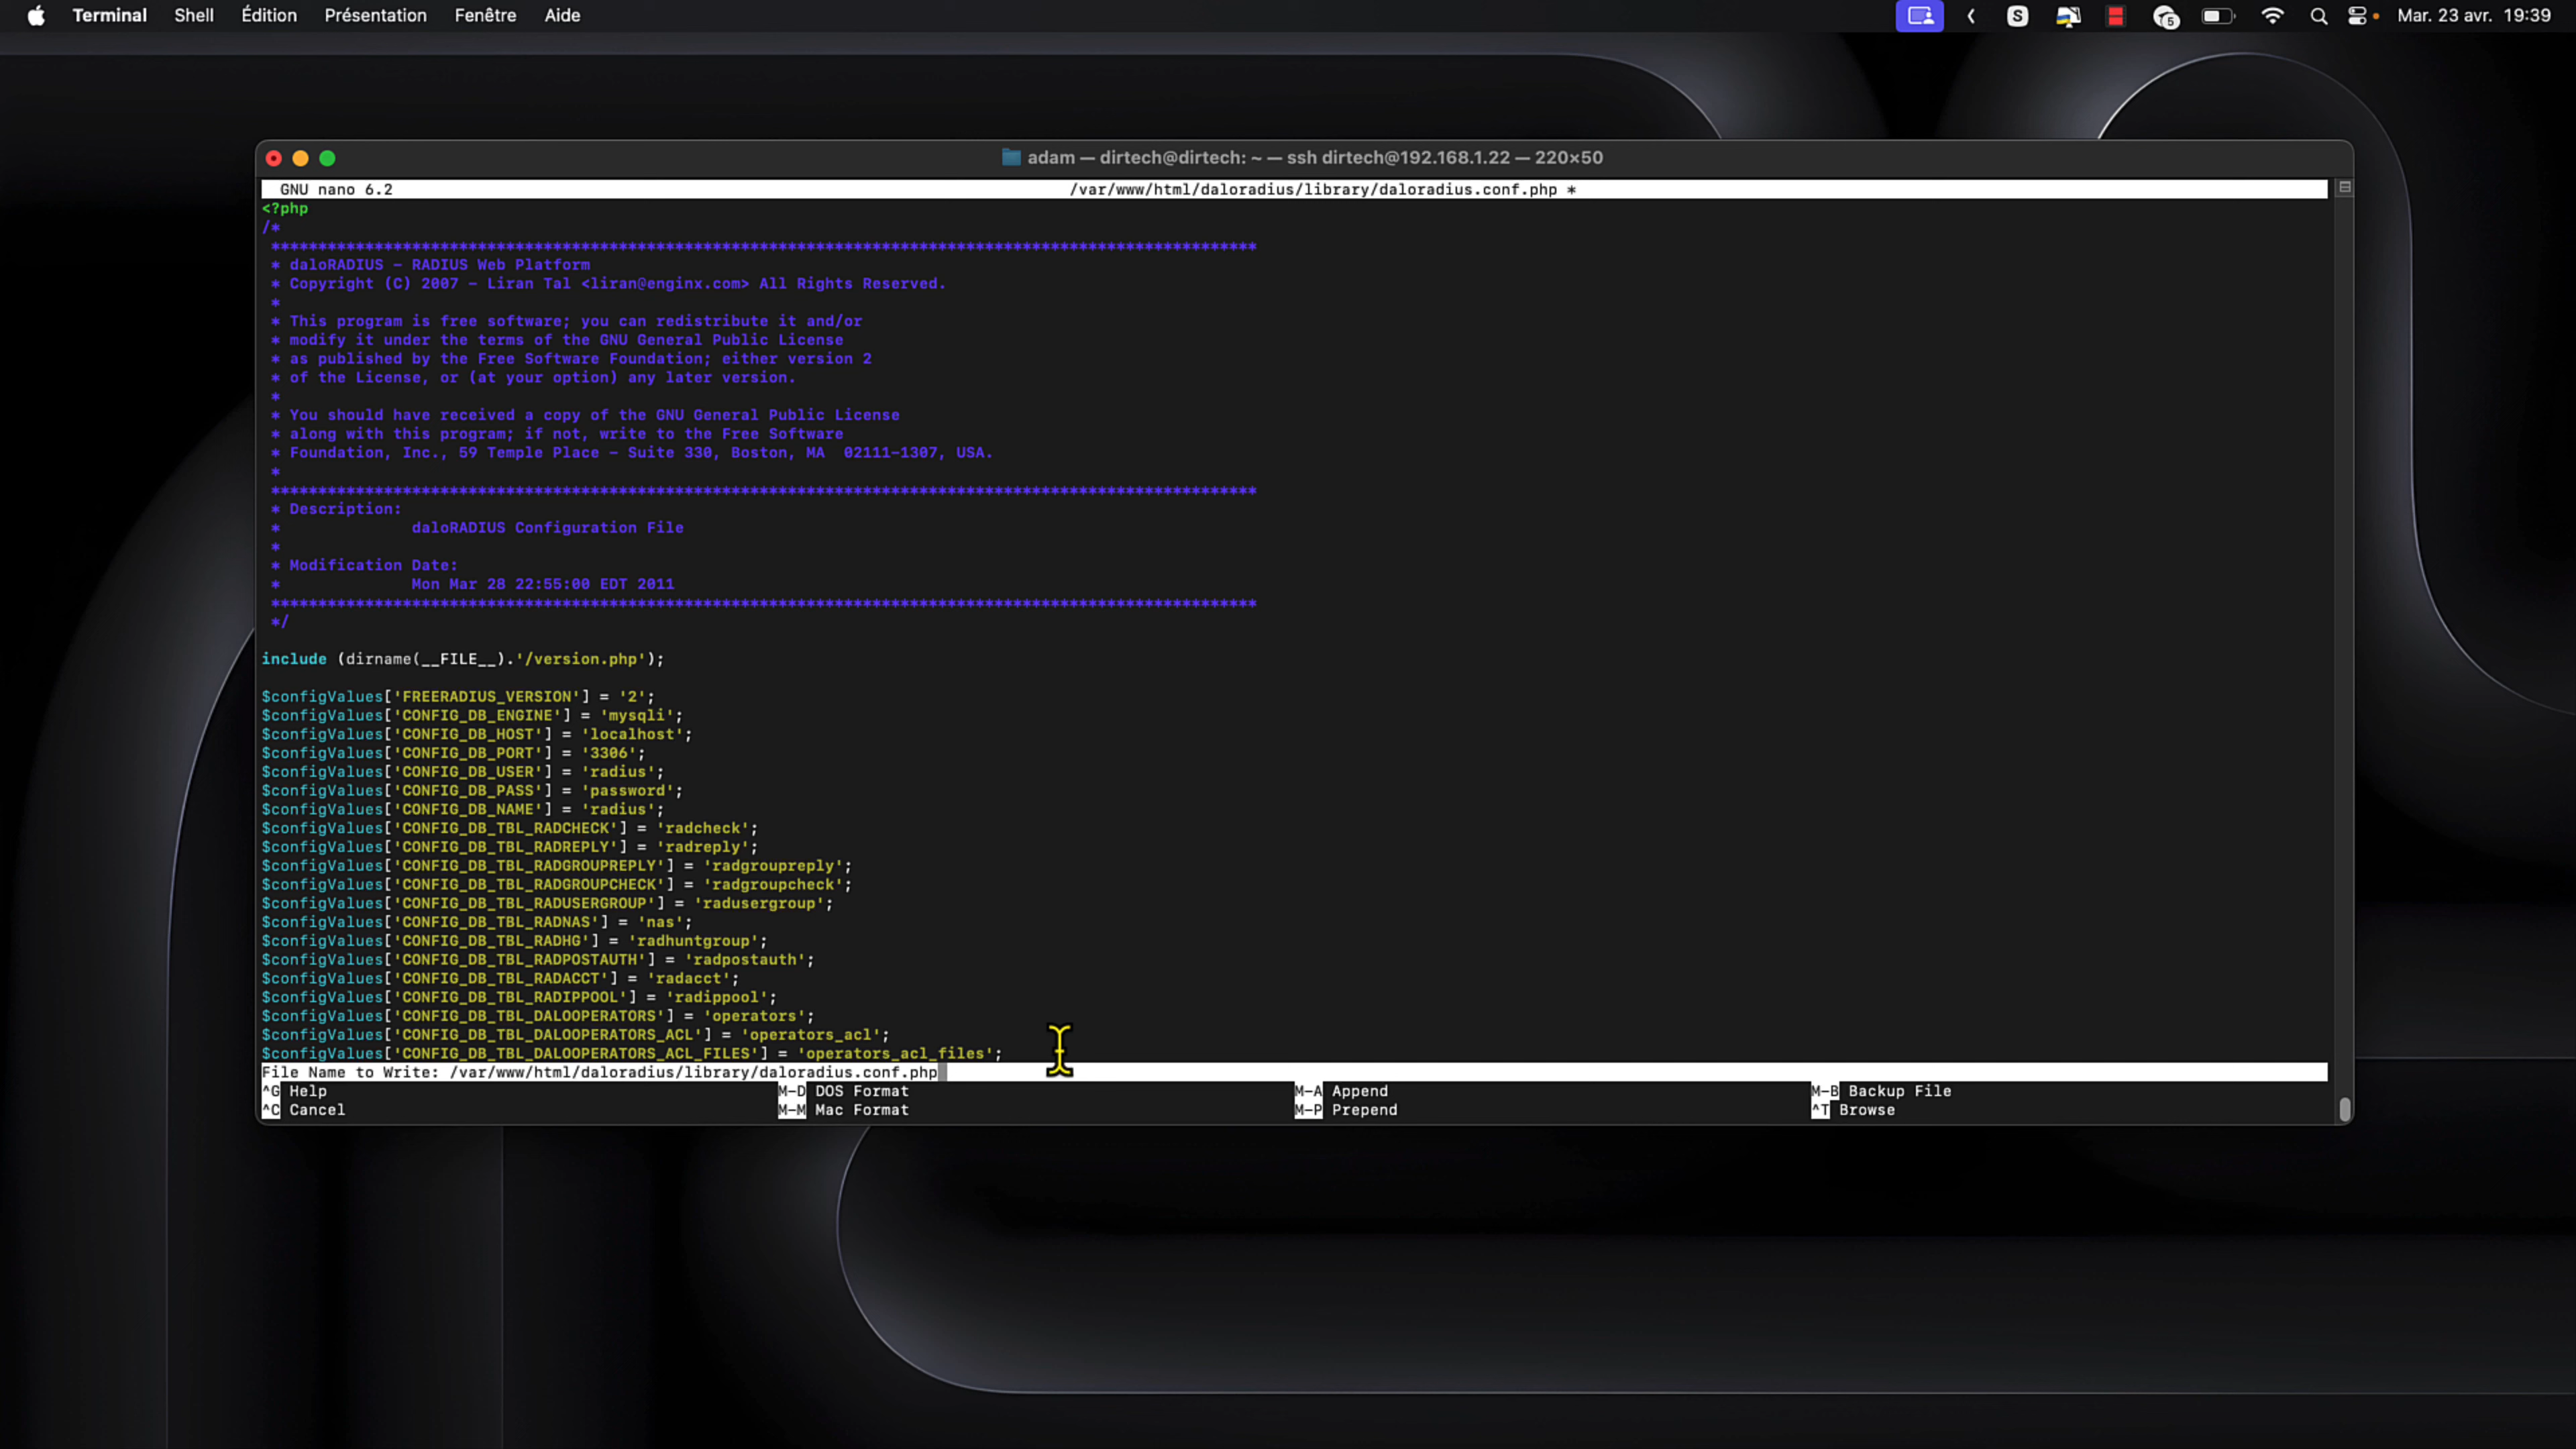 Terminal Shell Édition Présentation Fenêtre Aide S 5 Mar. 23 avr. 19:39
adam — dirtech@dirtech: ~ — ssh dirtech@192.168.1.22 — 220×50
GNU nano 6.2 /var/www/html/daloradius/library/daloradius.conf.php *
<?php
/*
*********************************************************************************************************
* daloRADIUS - RADIUS Web Platform
* Copyright (C) 2007 - Liran Tal <liran@enginx.com> All Rights Reserved.
*
* This program is free software; you can redistribute it and/or
* modify it under the terms of the GNU General Public License
* as published by the Free Software Foundation; either version 2
* of the License, or (at your option) any later version.
*
* You should have received a copy of the GNU General Public License
* along with this program; if not, write to the Free Software
* Foundation, Inc., 59 Temple Place - Suite 330, Boston, MA  02111-1307, USA.
*
*********************************************************************************************************
* Description:
* daloRADIUS Configuration File
*
* Modification Date:
* Mon Mar 28 22:55:00 EDT 2011
*********************************************************************************************************
*/
include (dirname(__FILE__).'/version.php');
$configValues['FREERADIUS_VERSION'] = '2';
$configValues['CONFIG_DB_ENGINE'] = 'mysqli';
$configValues['CONFIG_DB_HOST'] = 'localhost';
$configValues['CONFIG_DB_PORT'] = '3306';
$configValues['CONFIG_DB_USER'] = 'radius';
$configValues['CONFIG_DB_PASS'] = 'password';
$configValues['CONFIG_DB_NAME'] = 'radius';
$configValues['CONFIG_DB_TBL_RADCHECK'] = 'radcheck';
$configValues['CONFIG_DB_TBL_RADREPLY'] = 'radreply';
$configValues['CONFIG_DB_TBL_RADGROUPREPLY'] = 'radgroupreply';
$configValues['CONFIG_DB_TBL_RADGROUPCHECK'] = 'radgroupcheck';
$configValues['CONFIG_DB_TBL_RADUSERGROUP'] = 'radusergroup';
$configValues['CONFIG_DB_TBL_RADNAS'] = 'nas';
$configValues['CONFIG_DB_TBL_RADHG'] = 'radhuntgroup';
$configValues['CONFIG_DB_TBL_RADPOSTAUTH'] = 'radpostauth';
$configValues['CONFIG_DB_TBL_RADACCT'] = 'radacct';
$configValues['CONFIG_DB_TBL_RADIPPOOL'] = 'radippool';
$configValues['CONFIG_DB_TBL_DALOOPERATORS'] = 'operators';
$configValues['CONFIG_DB_TBL_DALOOPERATORS_ACL'] = 'operators_acl';
$configValues['CONFIG_DB_TBL_DALOOPERATORS_ACL_FILES'] = 'operators_acl_files';
File Name to Write: /var/www/html/daloradius/library/daloradius.conf.php
^G Help M-D DOS Format M-A Append M-B Backup File
^C Cancel M-M Mac Format M-P Prepend ^T Browse